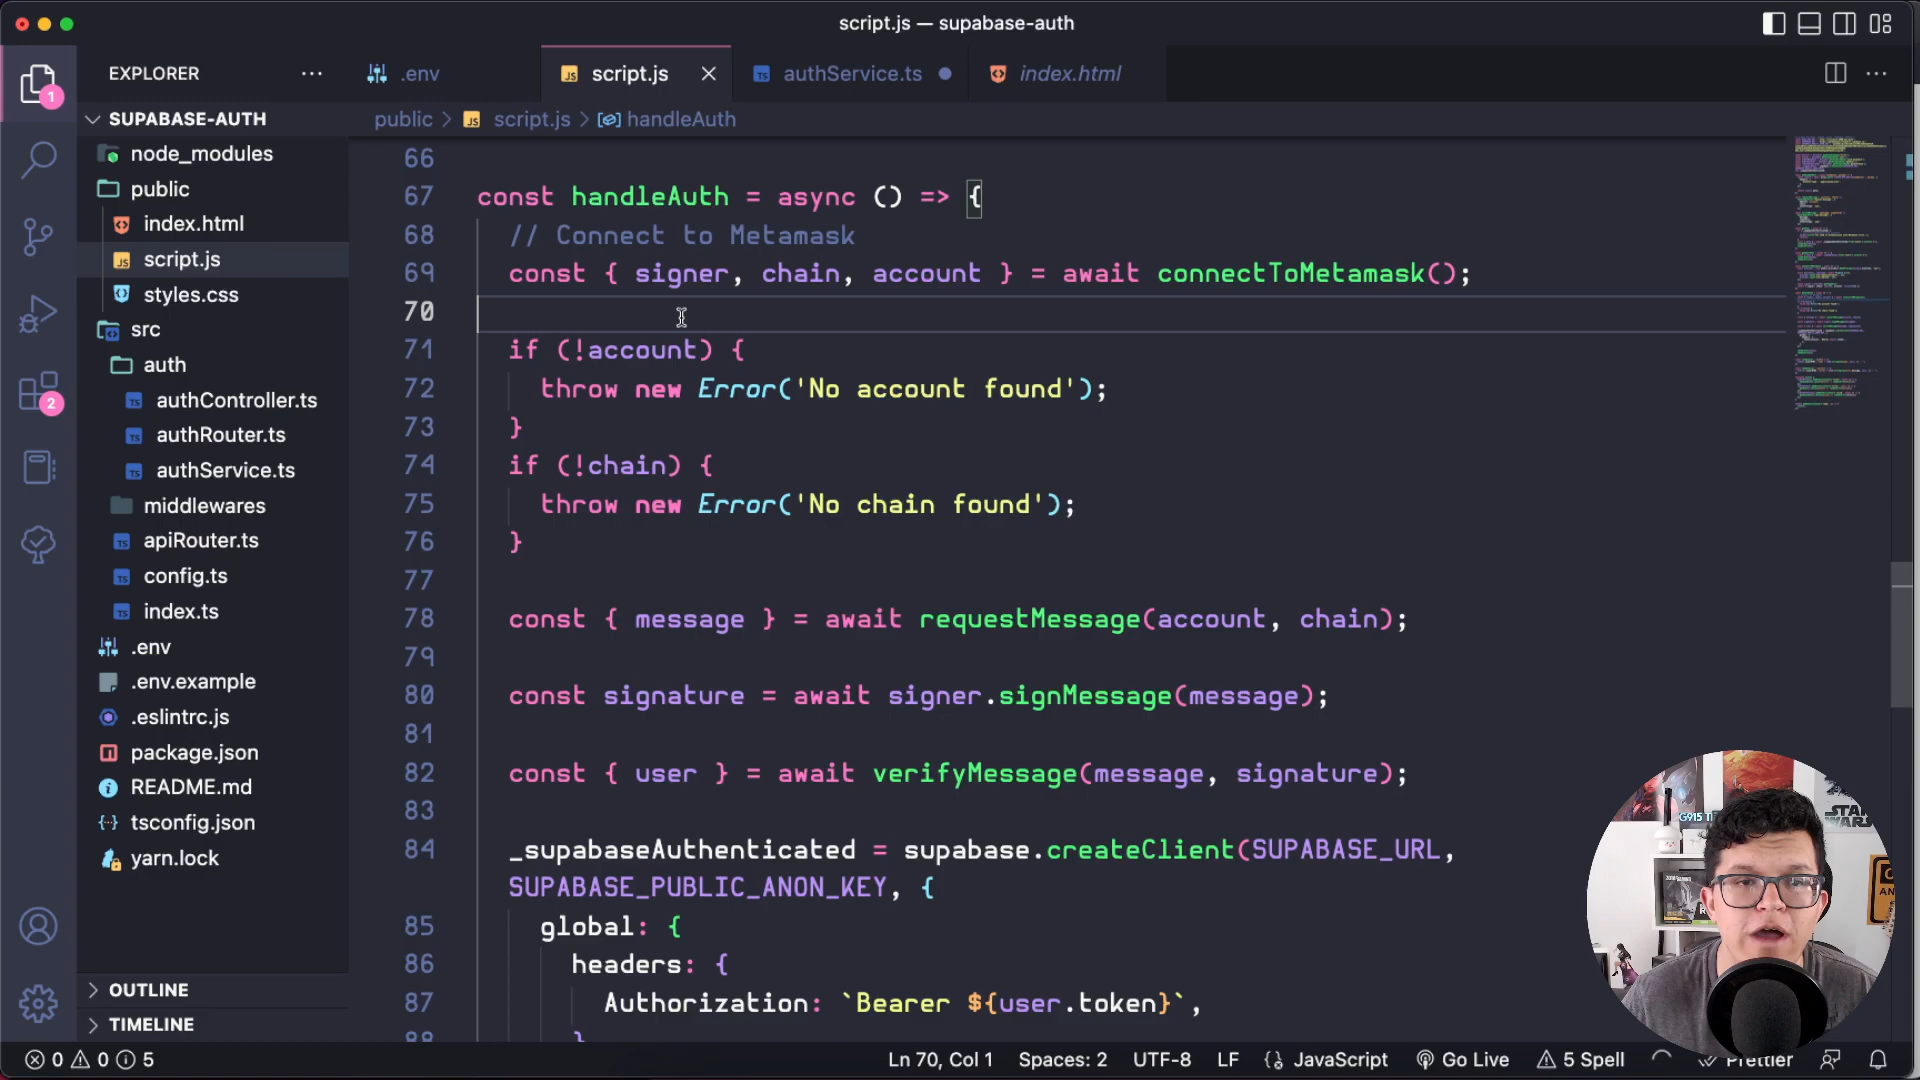 script.js — supabase-auth
EXPLORER
.env
script.js
authService.ts
index.html
SUPABASE-AUTH
public > script.js > handleAuth
node_modules
public
index.html
script.js
styles.css
src
auth
authController.ts
authRouter.ts
authService.ts
middlewares
apiRouter.ts
config.ts
index.ts
.env
.env.example
.eslintrc.js
package.json
README.md
tsconfig.json
yarn.lock
OUTLINE
TIMELINE
1
2
66
67 const handleAuth = async () => {
68 // Connect to Metamask
69 const { signer, chain, account } = await connectToMetamask();
70
71 if (!account) {
72 throw new Error('No account found');
73 }
74 if (!chain) {
75 throw new Error('No chain found');
76 }
77
78 const { message } = await requestMessage(account, chain);
79
80 const signature = await signer.signMessage(message);
81
82 const { user } = await verifyMessage(message, signature);
83
84 _supabaseAuthenticated = supabase.createClient(SUPABASE_URL,
SUPABASE_PUBLIC_ANON_KEY, {
85 global: {
86 headers: {
87 Authorization: `Bearer ${user.token}`,
88 }
STAR
WARS
0 0 5
Ln 70, Col 1
Spaces: 2
UTF-8
LF
JavaScript
Go Live
5 Spell
Prettier